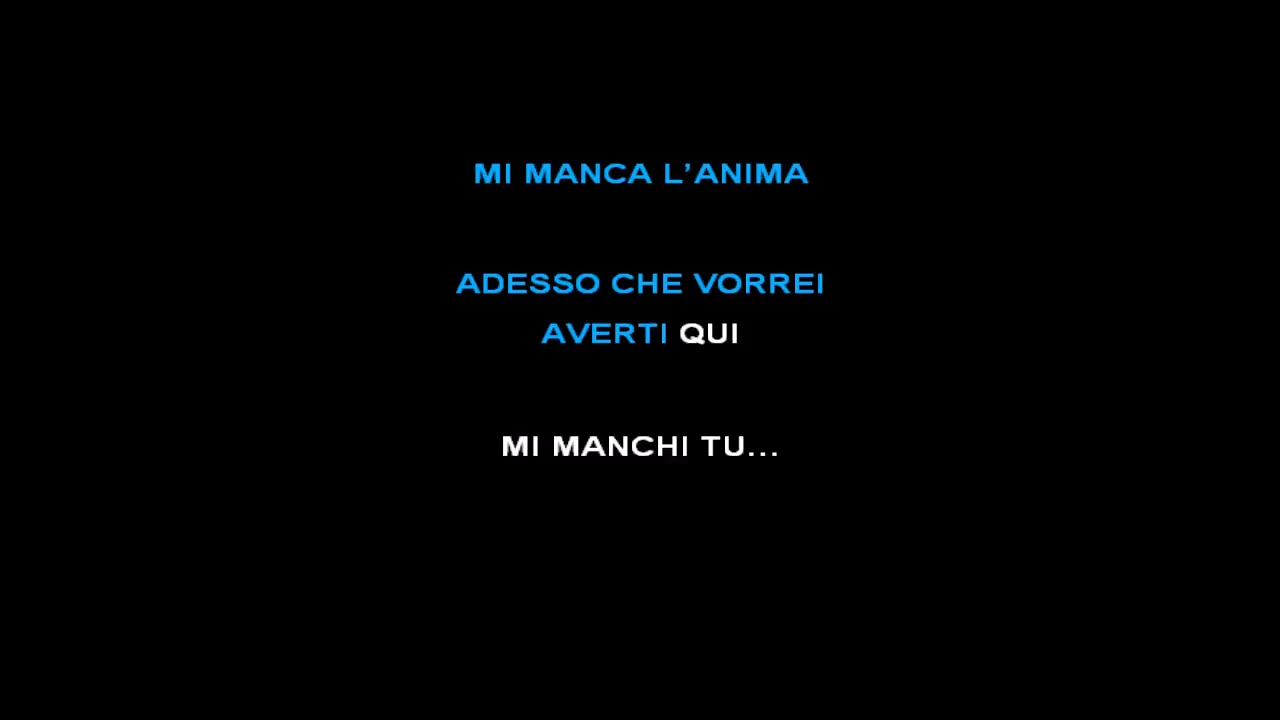 MI MANCA L’ANIMA
ADESSO CHE VORREI
AVERTI QUI
MI MANCHI TU...